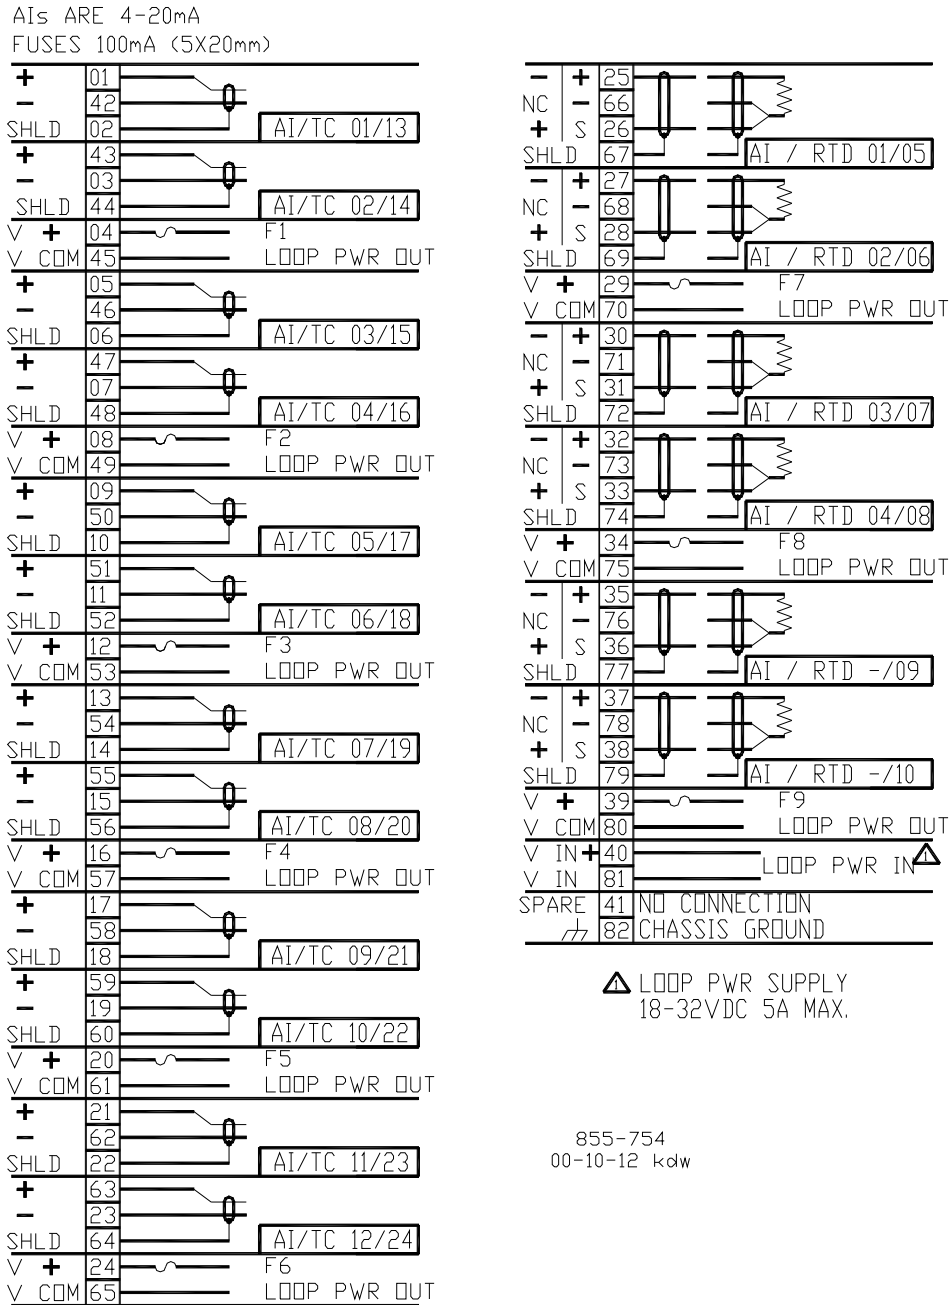 AIs ARE 4-20mA
FUSES 100mA (5X20mm)
+ 01
- 42
SHLD 02 AI/TC 01/13
+ 43
- 03
SHLD 44 AI/TC 02/14
V + 04 F1
V COM 45 LOOP PWR OUT
+ 05
- 46
SHLD 06 AI/TC 03/15
+ 47
- 07
SHLD 48 AI/TC 04/16
V + 08 F2
V COM 49 LOOP PWR OUT
+ 09
- 50
SHLD 10 AI/TC 05/17
+ 51
- 11
SHLD 52 AI/TC 06/18
V + 12 F3
V COM 53 LOOP PWR OUT
+ 13
- 54
SHLD 14 AI/TC 07/19
+ 55
- 15
SHLD 56 AI/TC 08/20
V + 16 F4
V COM 57 LOOP PWR OUT
+ 17
- 58
SHLD 18 AI/TC 09/21
+ 59
- 19
SHLD 60 AI/TC 10/22
V + 20 F5
V COM 61 LOOP PWR OUT
+ 21
- 62
SHLD 22 AI/TC 11/23
+ 63
- 23
SHLD 64 AI/TC 12/24
V + 24 F6
V COM 65 LOOP PWR OUT
- + 25
NC - 66
+ S 26
SHLD 67 AI / RTD 01/05
- + 27
NC - 68
+ S 28
SHLD 69 AI / RTD 02/06
V + 29 F7
V COM 70 LOOP PWR OUT
- + 30
NC - 71
+ S 31
SHLD 72 AI / RTD 03/07
- + 32
NC - 73
+ S 33
SHLD 74 AI / RTD 04/08
V + 34 F8
V COM 75 LOOP PWR OUT
- + 35
NC - 76
+ S 36
SHLD 77 AI / RTD -/09
- + 37
NC - 78
+ S 38
SHLD 79 AI / RTD -/10
V + 39 F9
V COM 80 LOOP PWR OUT
V IN + 40 LOOP PWR IN 1
V IN 81
SPARE 41 NO CONNECTION
82 CHASSIS GROUND
1 LOOP PWR SUPPLY
18-32VDC 5A MAX.
855-754
00-10-12 kdw